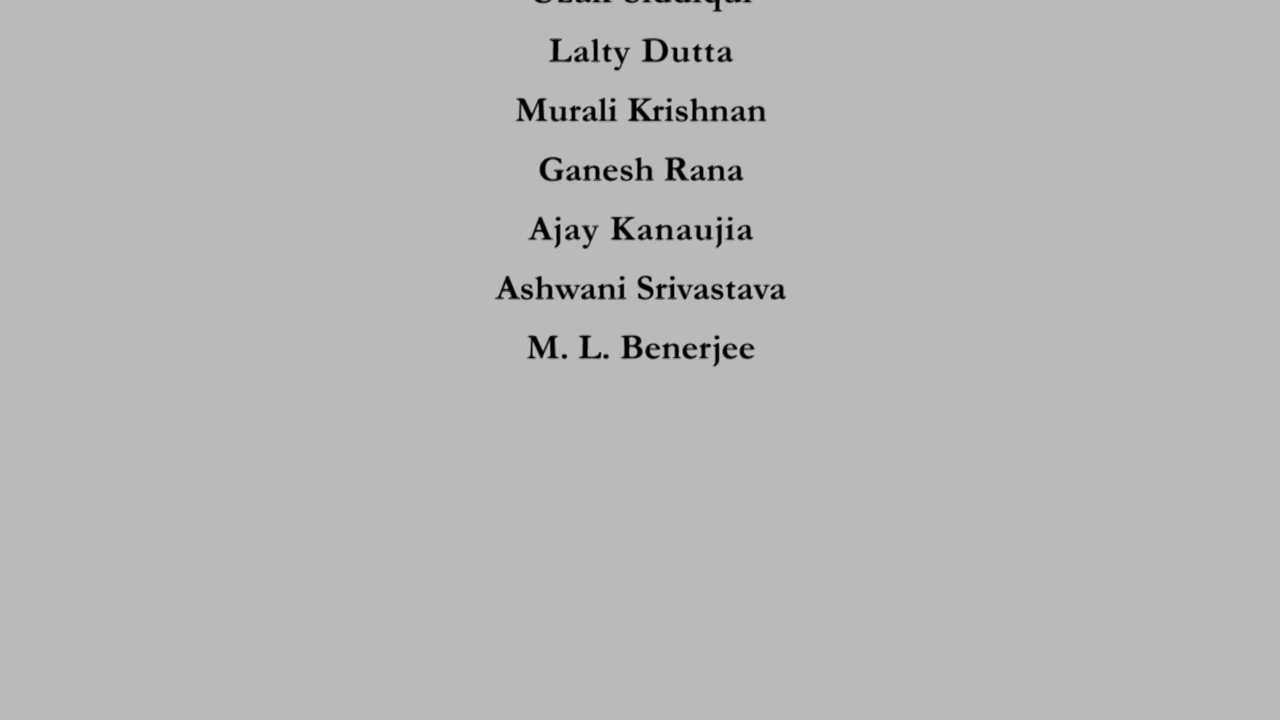 Lalty Dutta
Murali Krishnan
Ganesh Rana
Ajay Kanaujia
Ashwani Srivastava
M. L. Benerjee